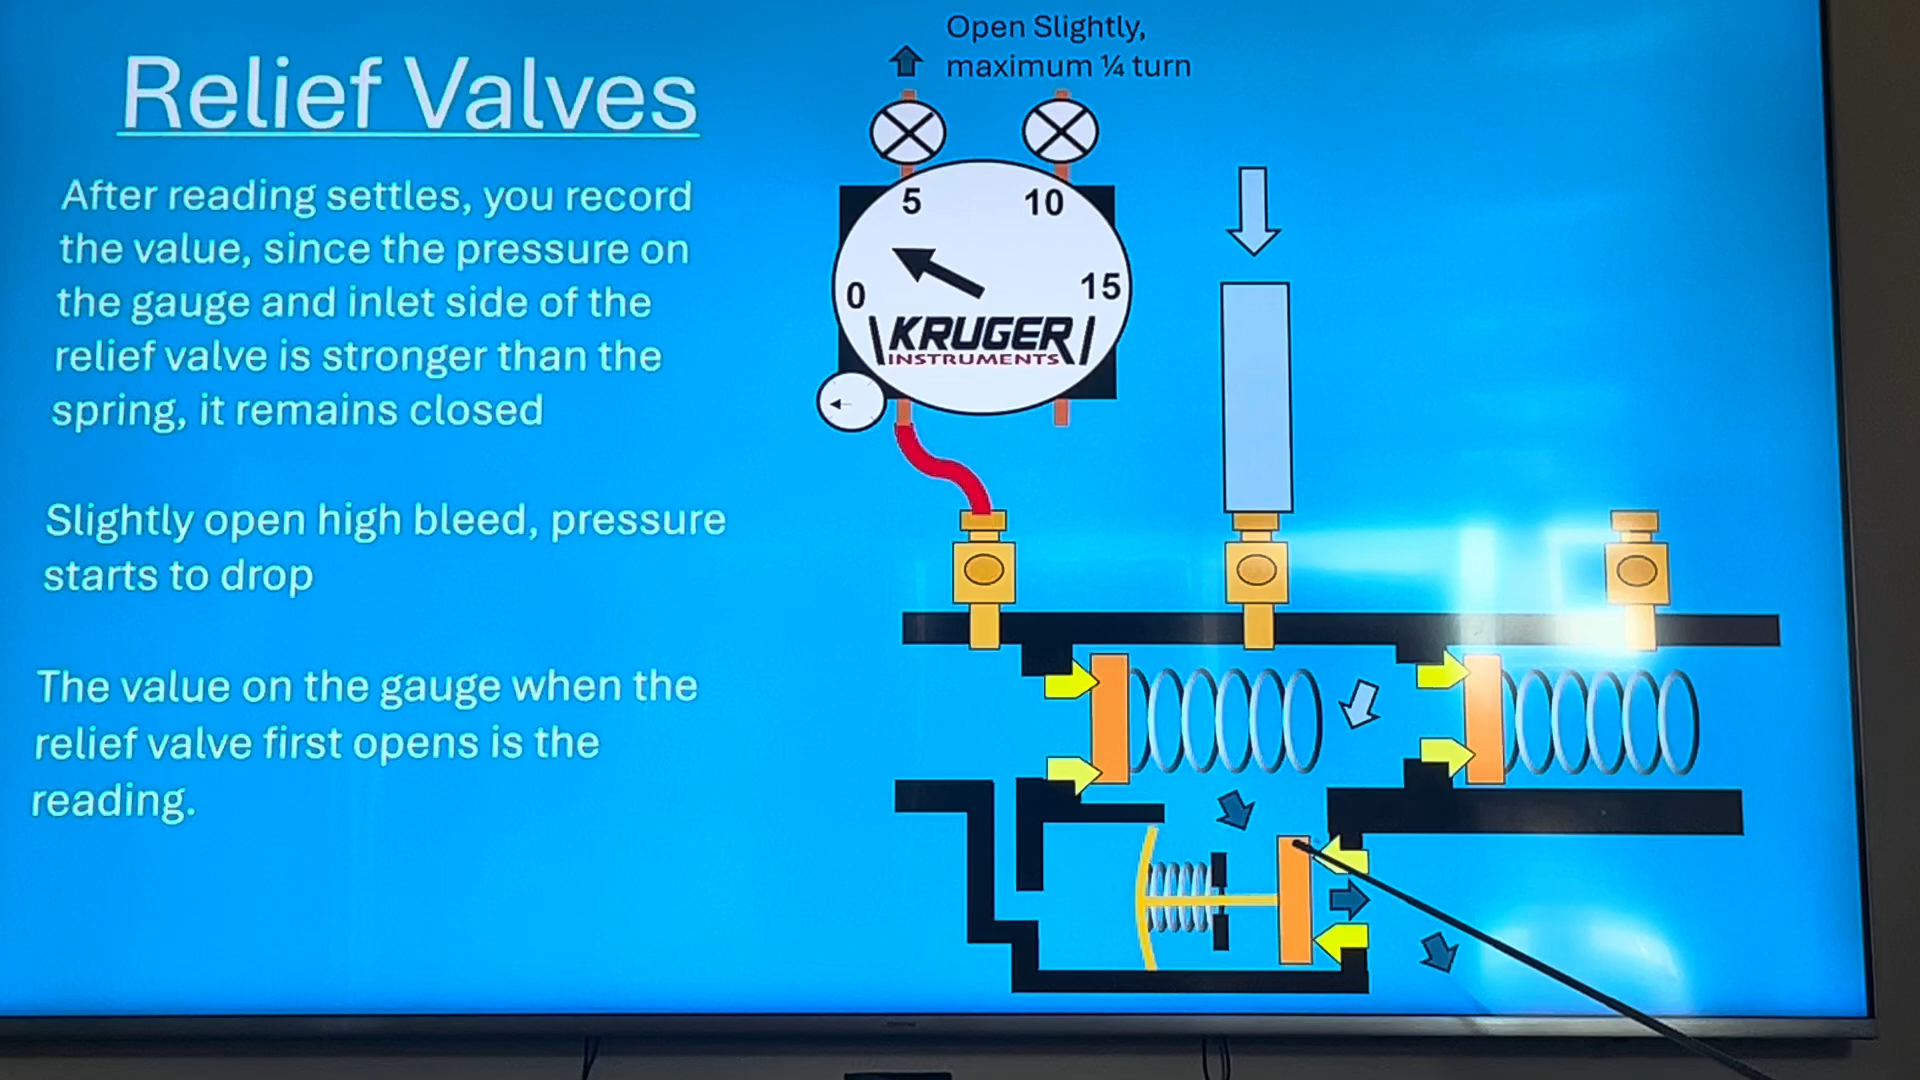 Relief Valves
After reading settles, you record
the value, since the pressure on
the gauge and inlet side of the
relief valve is stronger than the
spring, it remains closed
Slightly open high bleed, pressure
starts to drop
The value on the gauge when the
relief valve first opens is the
reading.
Open Slightly,
maximum ¼ turn
5 10
0 15
KRUGER
INSTRUMENTS